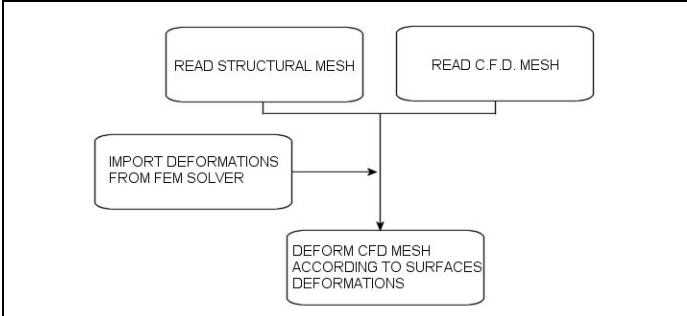 READ STRUCTURAL MESH
READ C.F.D. MESH
IMPORT DEFORMATIONS
FROM FEM SOLVER
DEFORM CFD MESH
ACCORDING TO SURFACES
DEFORMATIONS